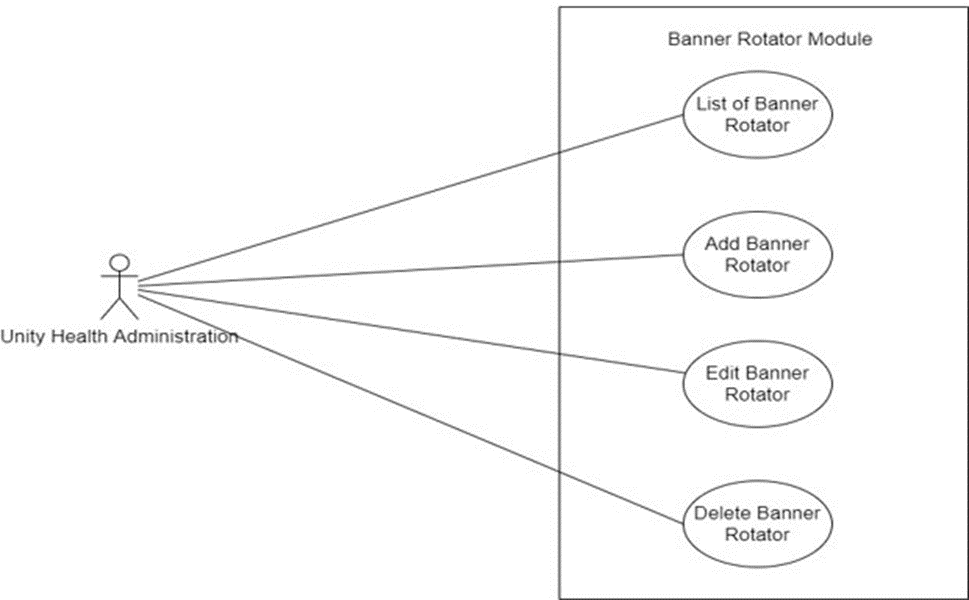 Banner Rotator Module
List of Banner
Rotator
Add Banner
Rotator
Unity Health Administration
Edit Banner
Rotator
Delete Banner
Rotator